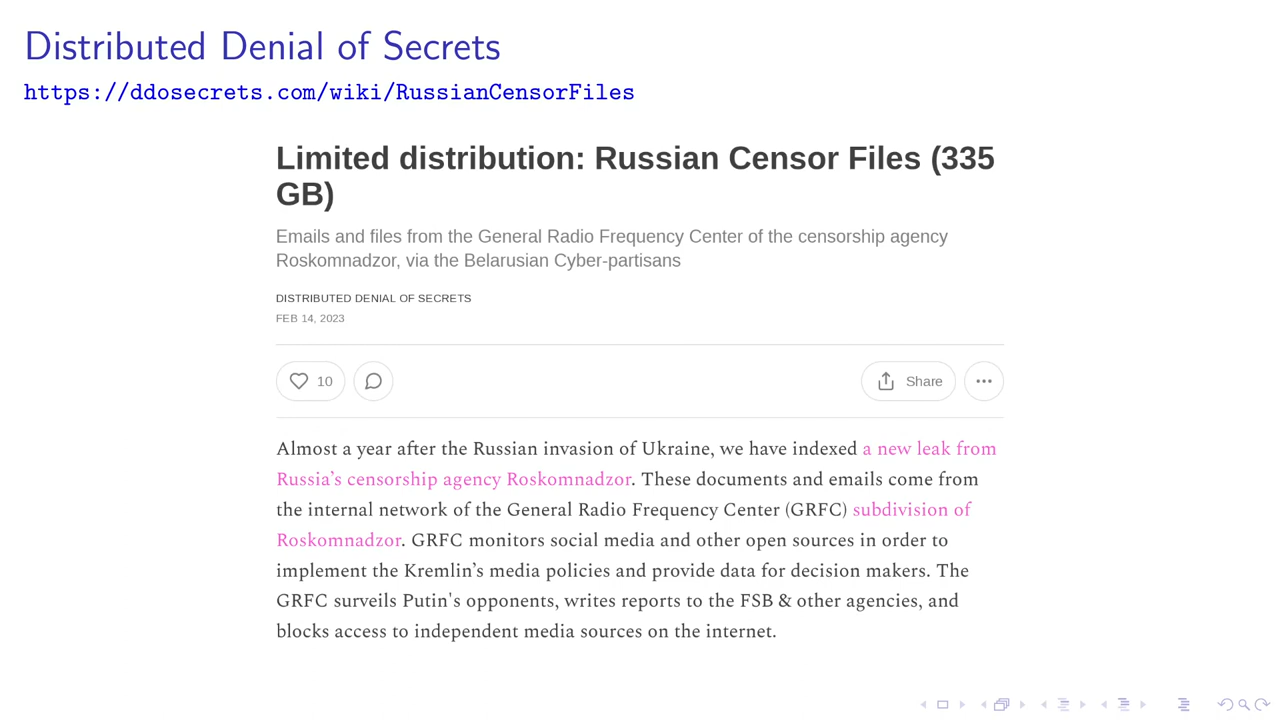 Distributed Denial of Secrets
https://ddosecrets.com/wiki/RussianCensorFiles
Limited distribution: Russian Censor Files (335
GB)
Emails and files from the General Radio Frequency Center of the censorship agency
Roskomnadzor, via the Belarusian Cyber-partisans
DISTRIBUTED DENIAL OF SECRETS
FEB 14, 2023
10
Share
Almost a year after the Russian invasion of Ukraine, we have indexed a new leak from
Russia’s censorship agency Roskomnadzor. These documents and emails come from
the internal network of the General Radio Frequency Center (GRFC) subdivision of
Roskomnadzor. GRFC monitors social media and other open sources in order to
implement the Kremlin’s media policies and provide data for decision makers. The
GRFC surveils Putin's opponents, writes reports to the FSB & other agencies, and
blocks access to independent media sources on the internet.